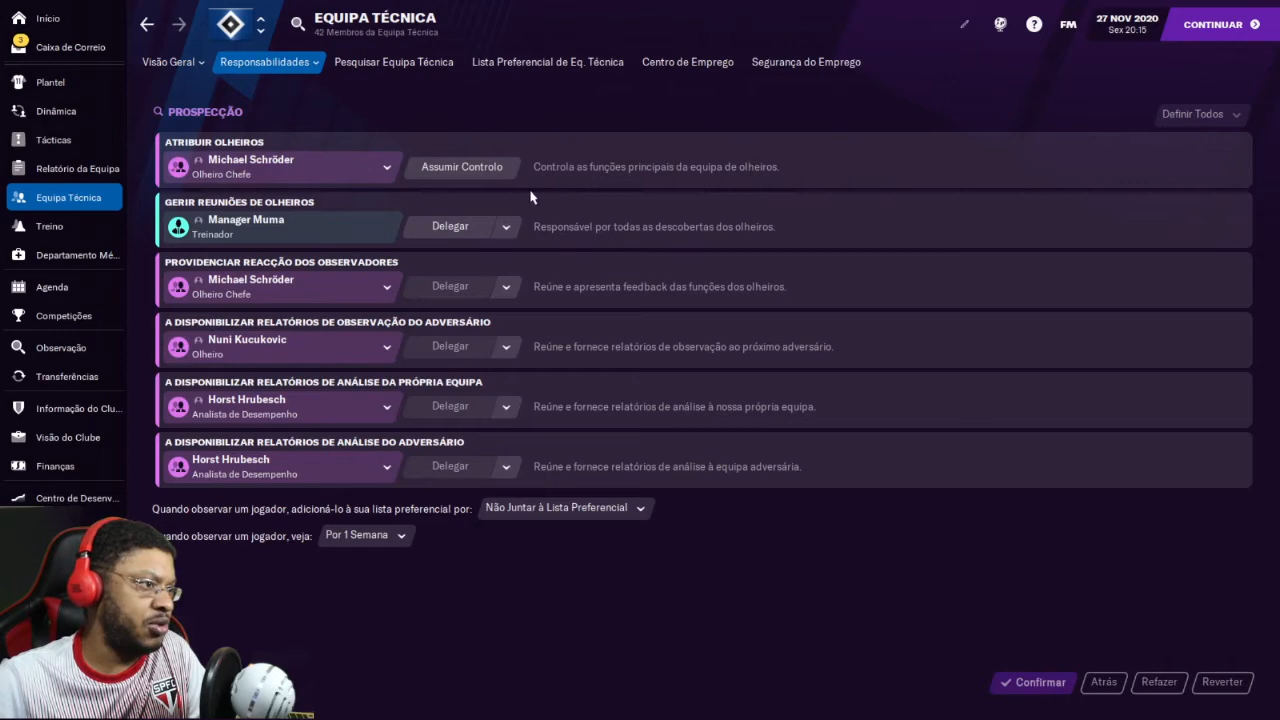 Início
3
Caixa de Correio
Plantel
Dinâmica
Tácticas
Relatório da Equipa
Equipa Técnica
Treino
Departamento Mé...
Agenda
Competições
Observação
Transferências
Informação do Clu...
Visão do Clube
Finanças
Centro de Desenv...
EQUIPA TÉCNICA
42 Membros da Equipa Técnica
?
FM
27 NOV 2020
Sex 20:15
CONTINUAR
Visão Geral
Responsabilidades
Pesquisar Equipa Técnica
Lista Preferencial de Eq. Técnica
Centro de Emprego
Segurança do Emprego
PROSPECÇÃO
Definir Todos
ATRIBUIR OLHEIROS
Michael Schröder
Olheiro Chefe
Assumir Controlo
Controla as funções principais da equipa de olheiros.
GERIR REUNIÕES DE OLHEIROS
Manager Muma
Treinador
Delegar
Responsável por todas as descobertas dos olheiros.
PROVIDENCIAR REACÇÃO DOS OBSERVADORES
Michael Schröder
Olheiro Chefe
Delegar
Reúne e apresenta feedback das funções dos olheiros.
A DISPONIBILIZAR RELATÓRIOS DE OBSERVAÇÃO DO ADVERSÁRIO
Nuni Kucukovic
Olheiro
Delegar
Reúne e fornece relatórios de observação ao próximo adversário.
A DISPONIBILIZAR RELATÓRIOS DE ANÁLISE DA PRÓPRIA EQUIPA
Horst Hrubesch
Analista de Desempenho
Delegar
Reúne e fornece relatórios de análise à nossa própria equipa.
A DISPONIBILIZAR RELATÓRIOS DE ANÁLISE DO ADVERSÁRIO
Horst Hrubesch
Analista de Desempenho
Delegar
Reúne e fornece relatórios de análise à equipa adversária.
Quando observar um jogador, adicioná-lo à sua lista preferencial por:
Não Juntar à Lista Preferencial
uando observar um jogador, veja:
Por 1 Semana
Confirmar
Atrás
Refazer
Reverter
SPFC